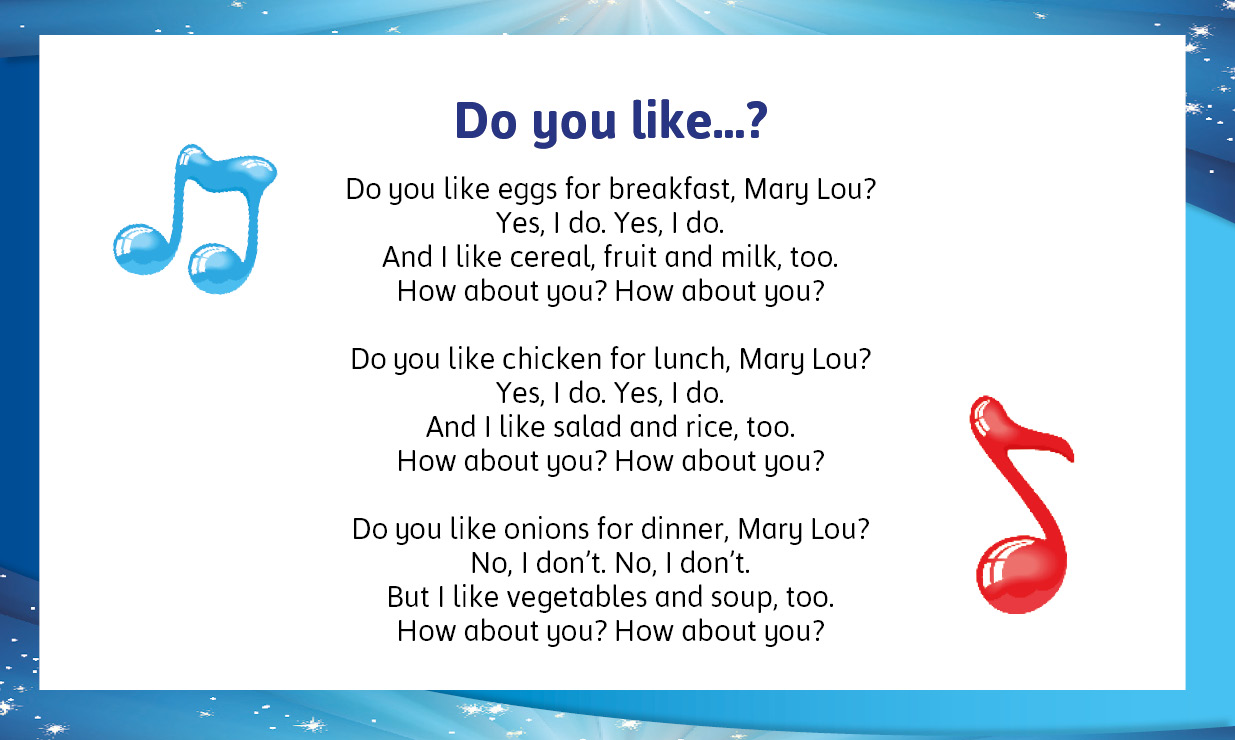 Do you like...?
Do you like eggs for breakfast, Mary Lou?
Yes, I do. Yes, I do.
And I like cereal, fruit and milk, too.
How about you? How about you?
Do you like chicken for lunch, Mary Lou?
Yes, I do. Yes, I do.
And I like salad and rice, too.
How about you? How about you?
Do you like onions for dinner, Mary Lou?
No, I don’t. No, I don’t.
But I like vegetables and soup, too.
How about you? How about you?